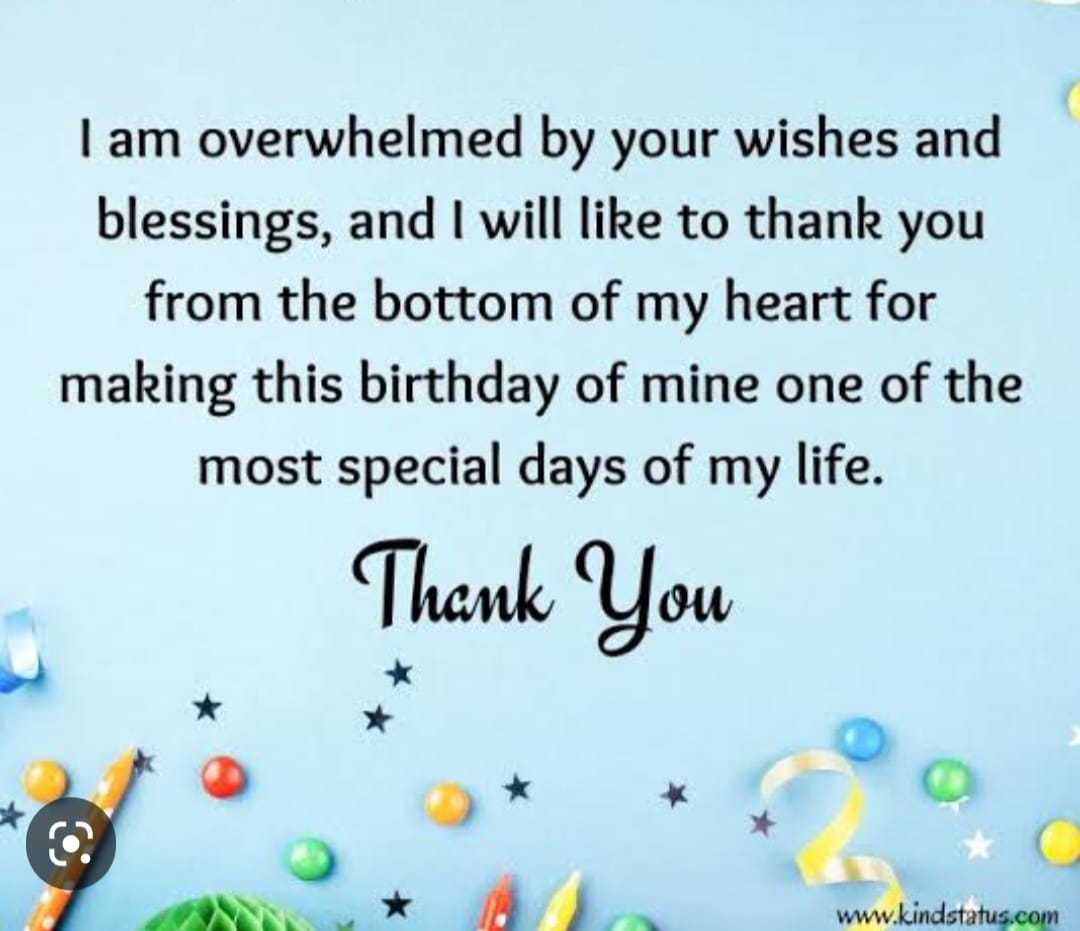 I am overwhelmed by your wishes and
blessings, and I will like to thank you
from the bottom of my heart for
making this birthday of mine one of the
most special days of my life.
Thank You
www.kindstatus.com